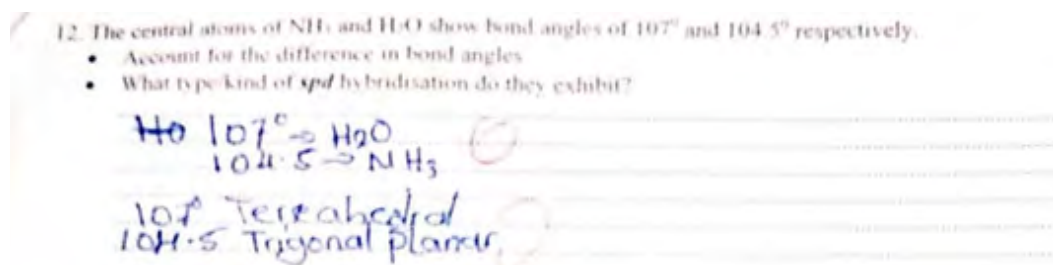 12. The central atoms of NH₃ and H₂O show bond angles of 107° and 104.5° respectively.
• Account for the difference in bond angles
• What type/kind of spd hybridisation do they exhibit?
107° → H₂O
104.5 → NH₃
107° Tetrahedral
104.5 Trigonal planar,